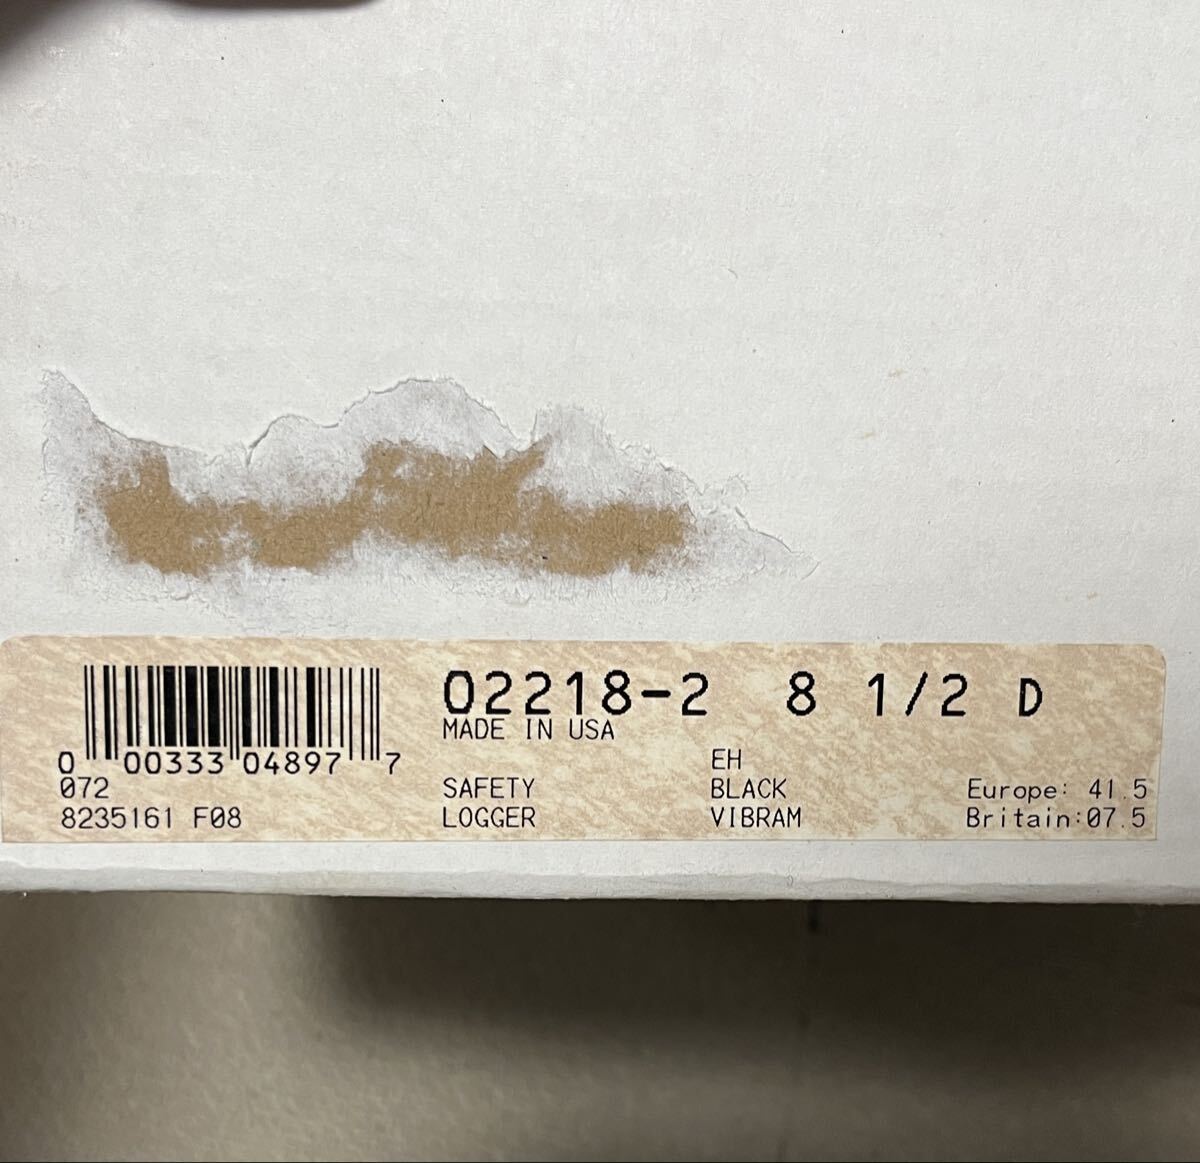 02218-2 8 1/2 D
MADE IN USA
0 00333 04897 7
EH
072 SAFETY BLACK Europe: 41.5
8235161 F08 LOGGER VIBRAM Britain:07.5